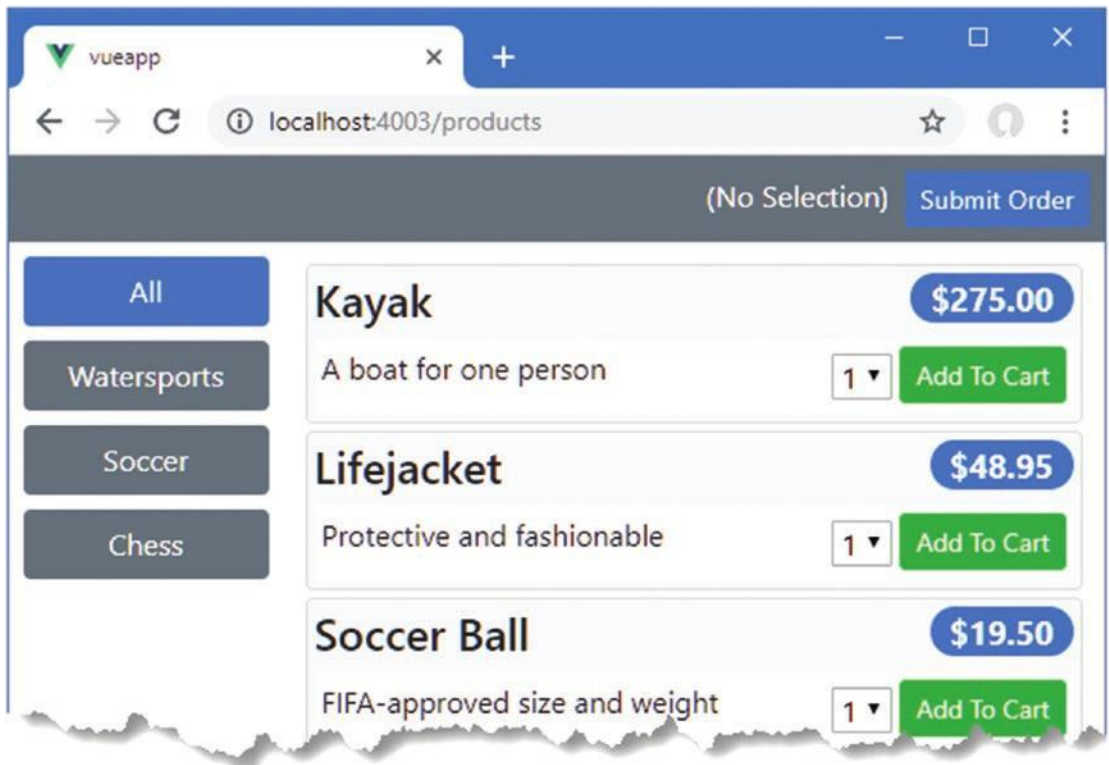 vueapp
localhost:4003/products
(No Selection) Submit Order
All
Watersports
Soccer
Chess
Kayak $275.00
A boat for one person 1 Add To Cart
Lifejacket $48.95
Protective and fashionable 1 Add To Cart
Soccer Ball $19.50
FIFA-approved size and weight 1 Add To Cart